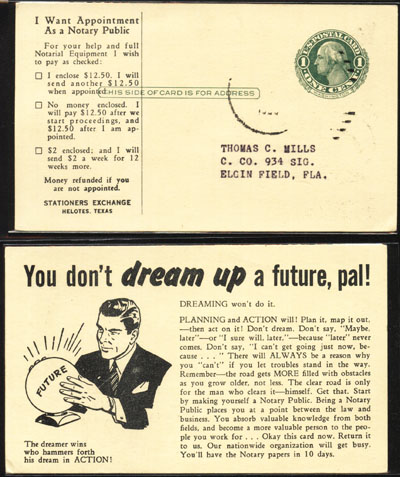 I Want Appointment
As a Notary Public
For your help and full
Notarial Equipment I wish
to pay as checked:
I enclose $12.50. I will
send another $12.50
when appointed.
No money enclosed. I
will pay $12.50 after we
start proceedings, and
$12.50 after I am ap-
pointed.
$2 enclosed; and I will
send $2 a week for 12
weeks more.
Money refunded if you
are not appointed.
STATIONERS EXCHANGE
HELOTES, TEXAS
THIS SIDE OF CARD IS FOR ADDRESS
U.S. POSTAL CARD
1 1
ONE CENT
THOMAS C. MILLS
C. CO. 934 SIG.
ELGIN FIELD, FLA.
You don't dream up a future, pal!
FUTURE
The dreamer wins
who hammers forth
his dream in ACTION!
DREAMING won't do it.
PLANNING and ACTION will! Plan it, map it out,
—then act on it! Don't dream. Don't say, "Maybe,
later"—or "I sure will, later,"—because "later" never
comes. Don't say, "I can't get going just now, be-
cause . . . " There will ALWAYS be a reason why
you "can't" if you let troubles stand in the way.
Remember—the road gets MORE filled with obstacles
as you grow older, not less. The clear road is only
for the man who clears it—himself. Get that. Start
by making yourself a Notary Public. Being a Notary
Public places you at a point between the law and
business. You absorb valuable knowledge from both
fields, and become a more valuable person to the peo-
ple you work for . . . Okay this card now. Return it
to us. Our nationwide organization will get busy.
You'll have the Notary papers in 10 days.